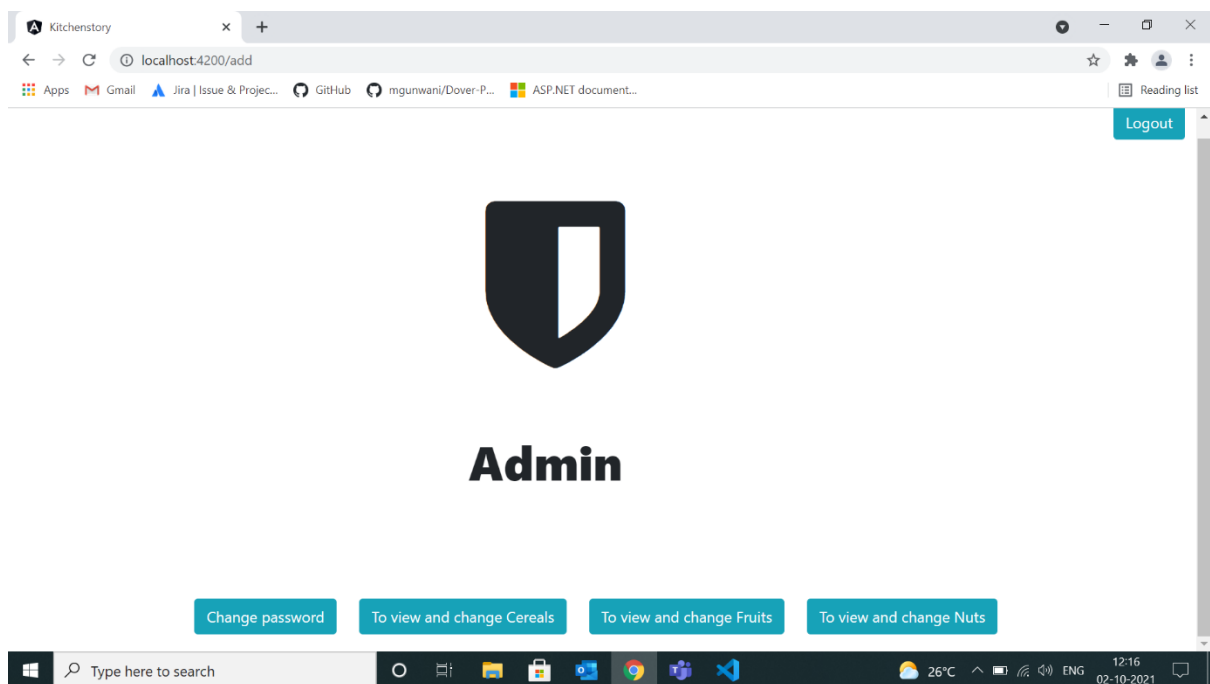 Kitchenstory
localhost:4200/add
Apps Gmail Jira | Issue & Projec... GitHub mgunwani/Dover-P... ASP.NET document... Reading list
Logout
Admin
Change password To view and change Cereals To view and change Fruits To view and change Nuts
Type here to search 26°C ENG 12:16
02-10-2021